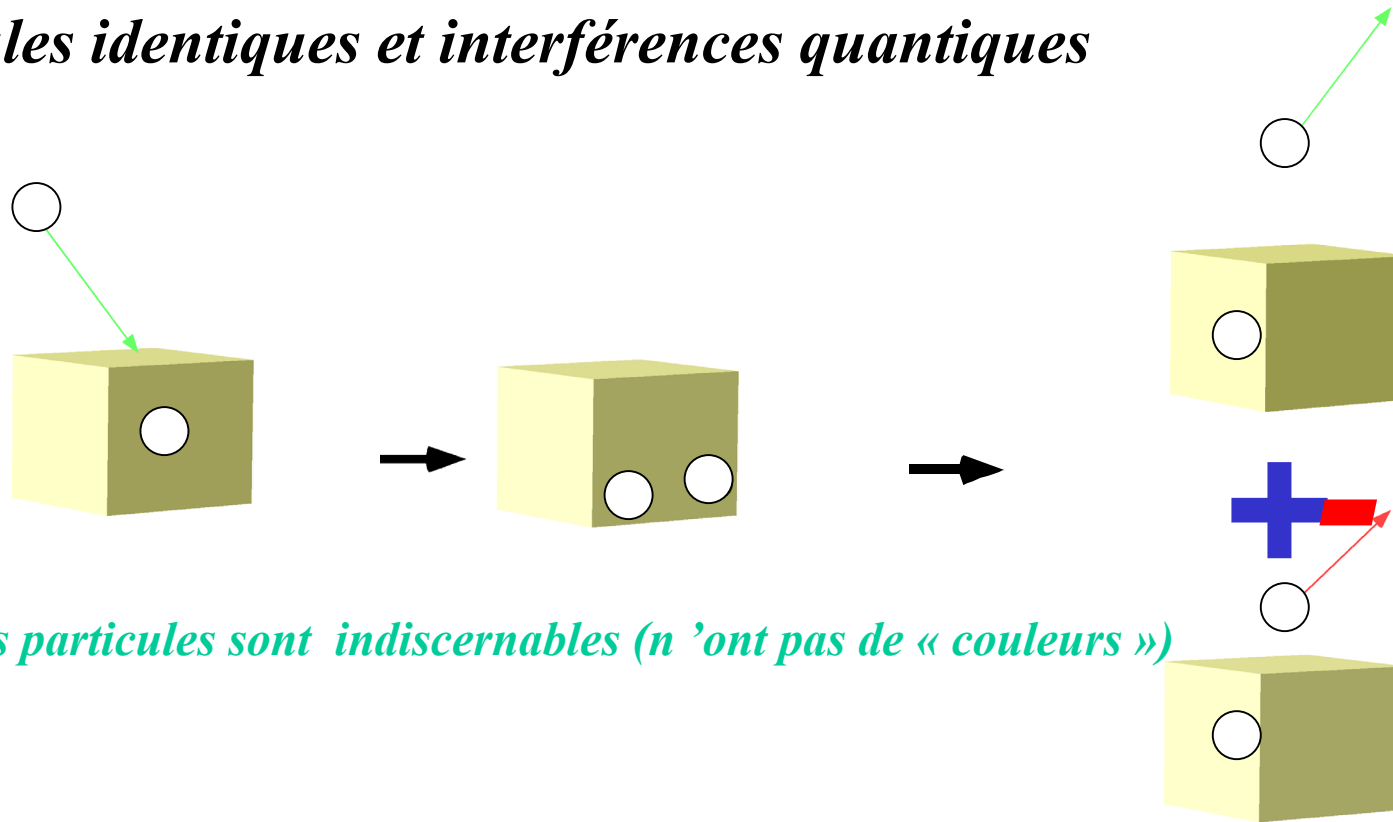 les identiques et interférences quantiques
s particules sont indiscernables (n ’ont pas de « couleurs »)